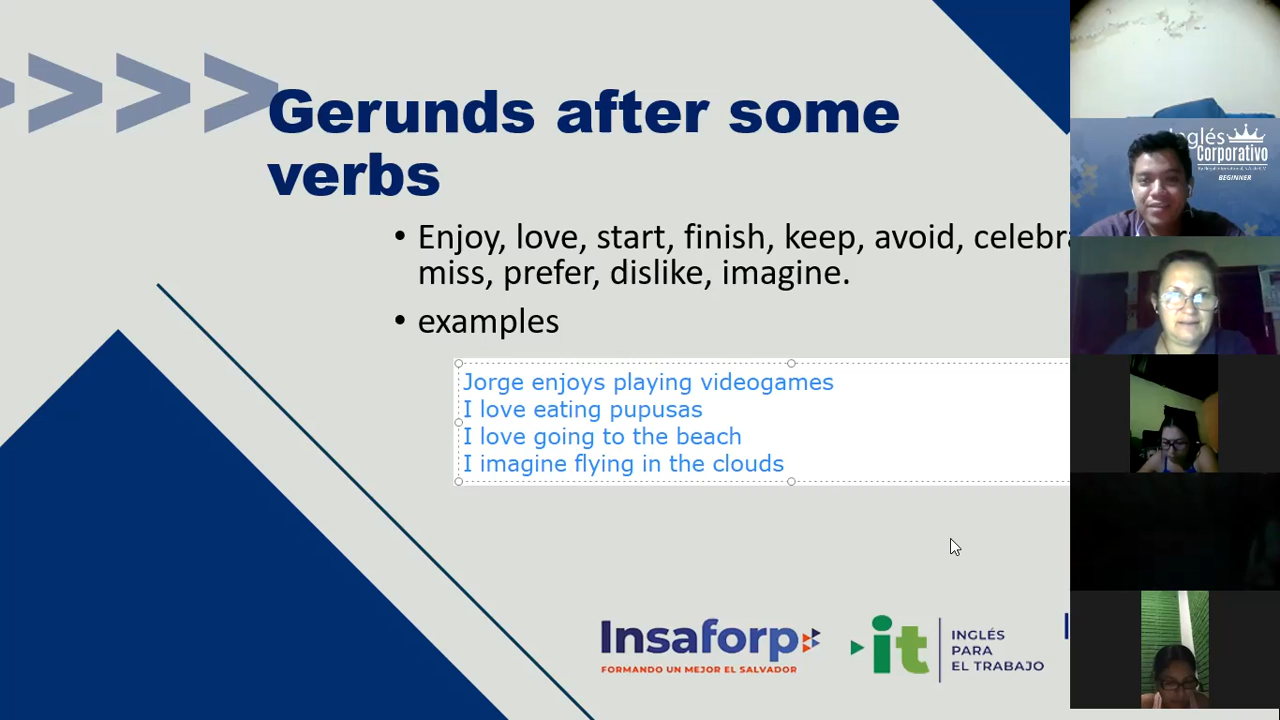 Gerunds after some
verbs
• Enjoy, love, start, finish, keep, avoid, celebra
miss, prefer, dislike, imagine.
• examples
Jorge enjoys playing videogames
I love eating pupusas
I love going to the beach
I imagine flying in the clouds
Insaforp
FORMANDO UN MEJOR EL SALVADOR
it
INGLÉS
PARA
EL TRABAJO
Inglés
Corporativo
BEGINNER